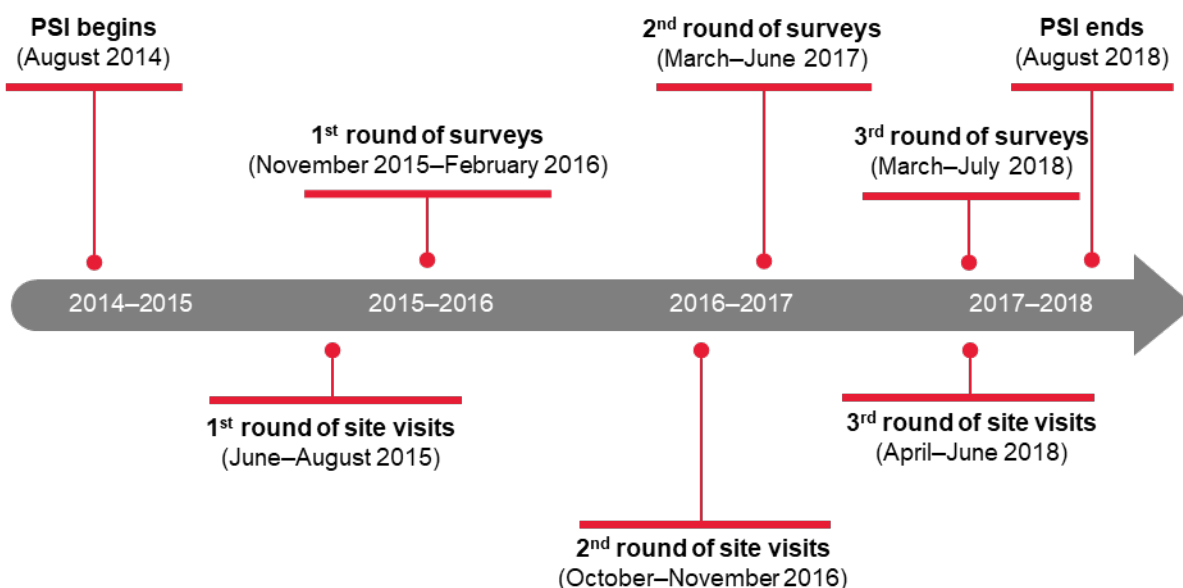 PSI begins
(August 2014)
2nd round of surveys
(March–June 2017)
PSI ends
(August 2018)
1st round of surveys
(November 2015–February 2016)
3rd round of surveys
(March–July 2018)
2014–2015
2015–2016
2016–2017
2017–2018
1st round of site visits
(June–August 2015)
3rd round of site visits
(April–June 2018)
2nd round of site visits
(October–November 2016)